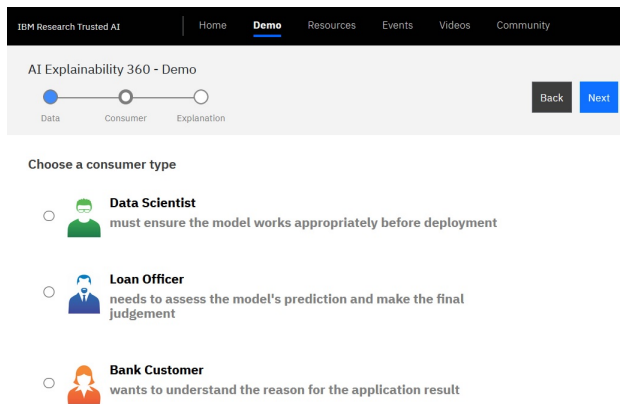 IBM Research Trusted AI
Home Demo Resources Events Videos Community
AI Explainability 360 - Demo
Data Consumer Explanation
Back Next
Choose a consumer type
Data Scientist
must ensure the model works appropriately before deployment
Loan Officer
needs to assess the model's prediction and make the final
judgement
Bank Customer
wants to understand the reason for the application result